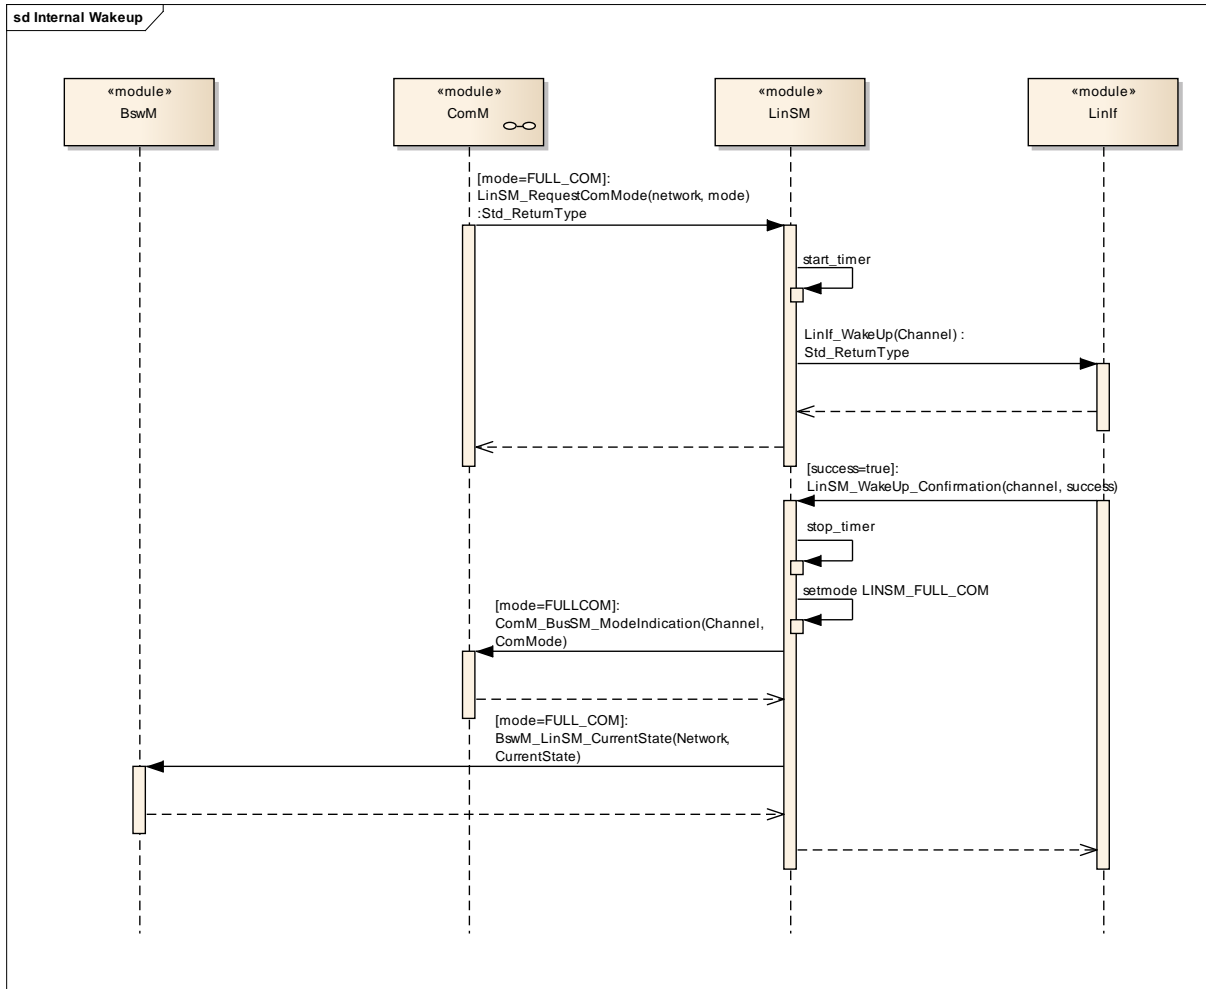 sd Internal Wakeup
«module»
BswM
«module»
ComM
«module»
LinSM
«module»
LinIf
[mode=FULL_COM]:
LinSM_RequestComMode(network, mode)
:Std_ReturnType
start_timer
LinIf_WakeUp(Channel) :
Std_ReturnType
[success=true]:
LinSM_WakeUp_Confirmation(channel, success)
stop_timer
setmode LINSM_FULL_COM
[mode=FULLCOM]:
ComM_BusSM_ModeIndication(Channel,
ComMode)
[mode=FULL_COM]:
BswM_LinSM_CurrentState(Network,
CurrentState)